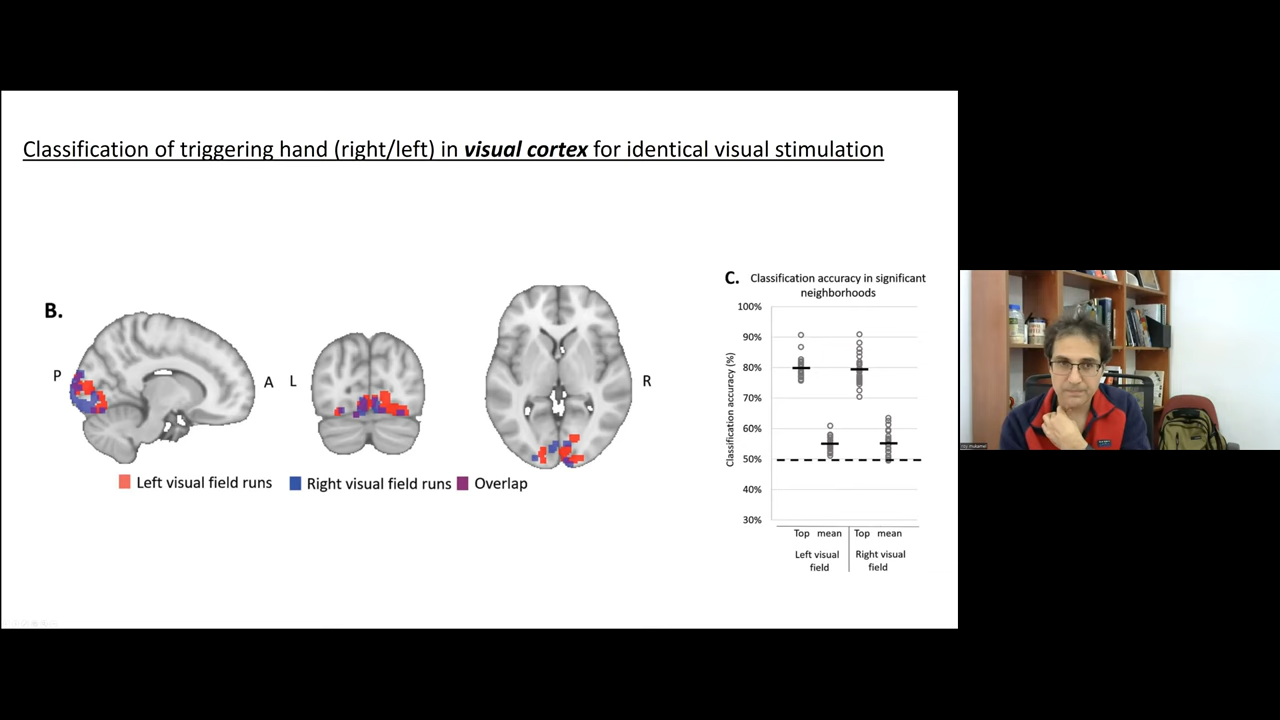 Classification of triggering hand (right/left) in visual cortex for identical visual stimulation
B.
P
A
L
R
Left visual field runs
Right visual field runs
Overlap
C.
Classification accuracy in significant
neighborhoods
Classification accuracy (%)
100%
90%
80%
70%
60%
50%
40%
30%
Top mean Top mean
Left visual
field
Right visual
field